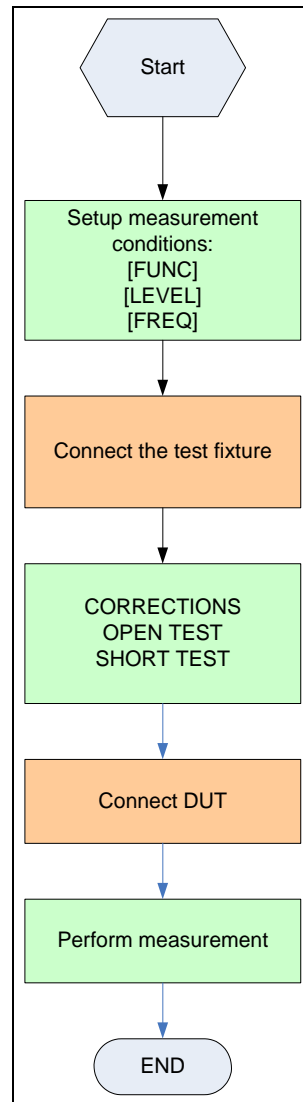 Start
Setup measurement
conditions:
[FUNC]
[LEVEL]
[FREQ]
Connect the test fixture
CORRECTIONS
OPEN TEST
SHORT TEST
Connect DUT
Perform measurement
END